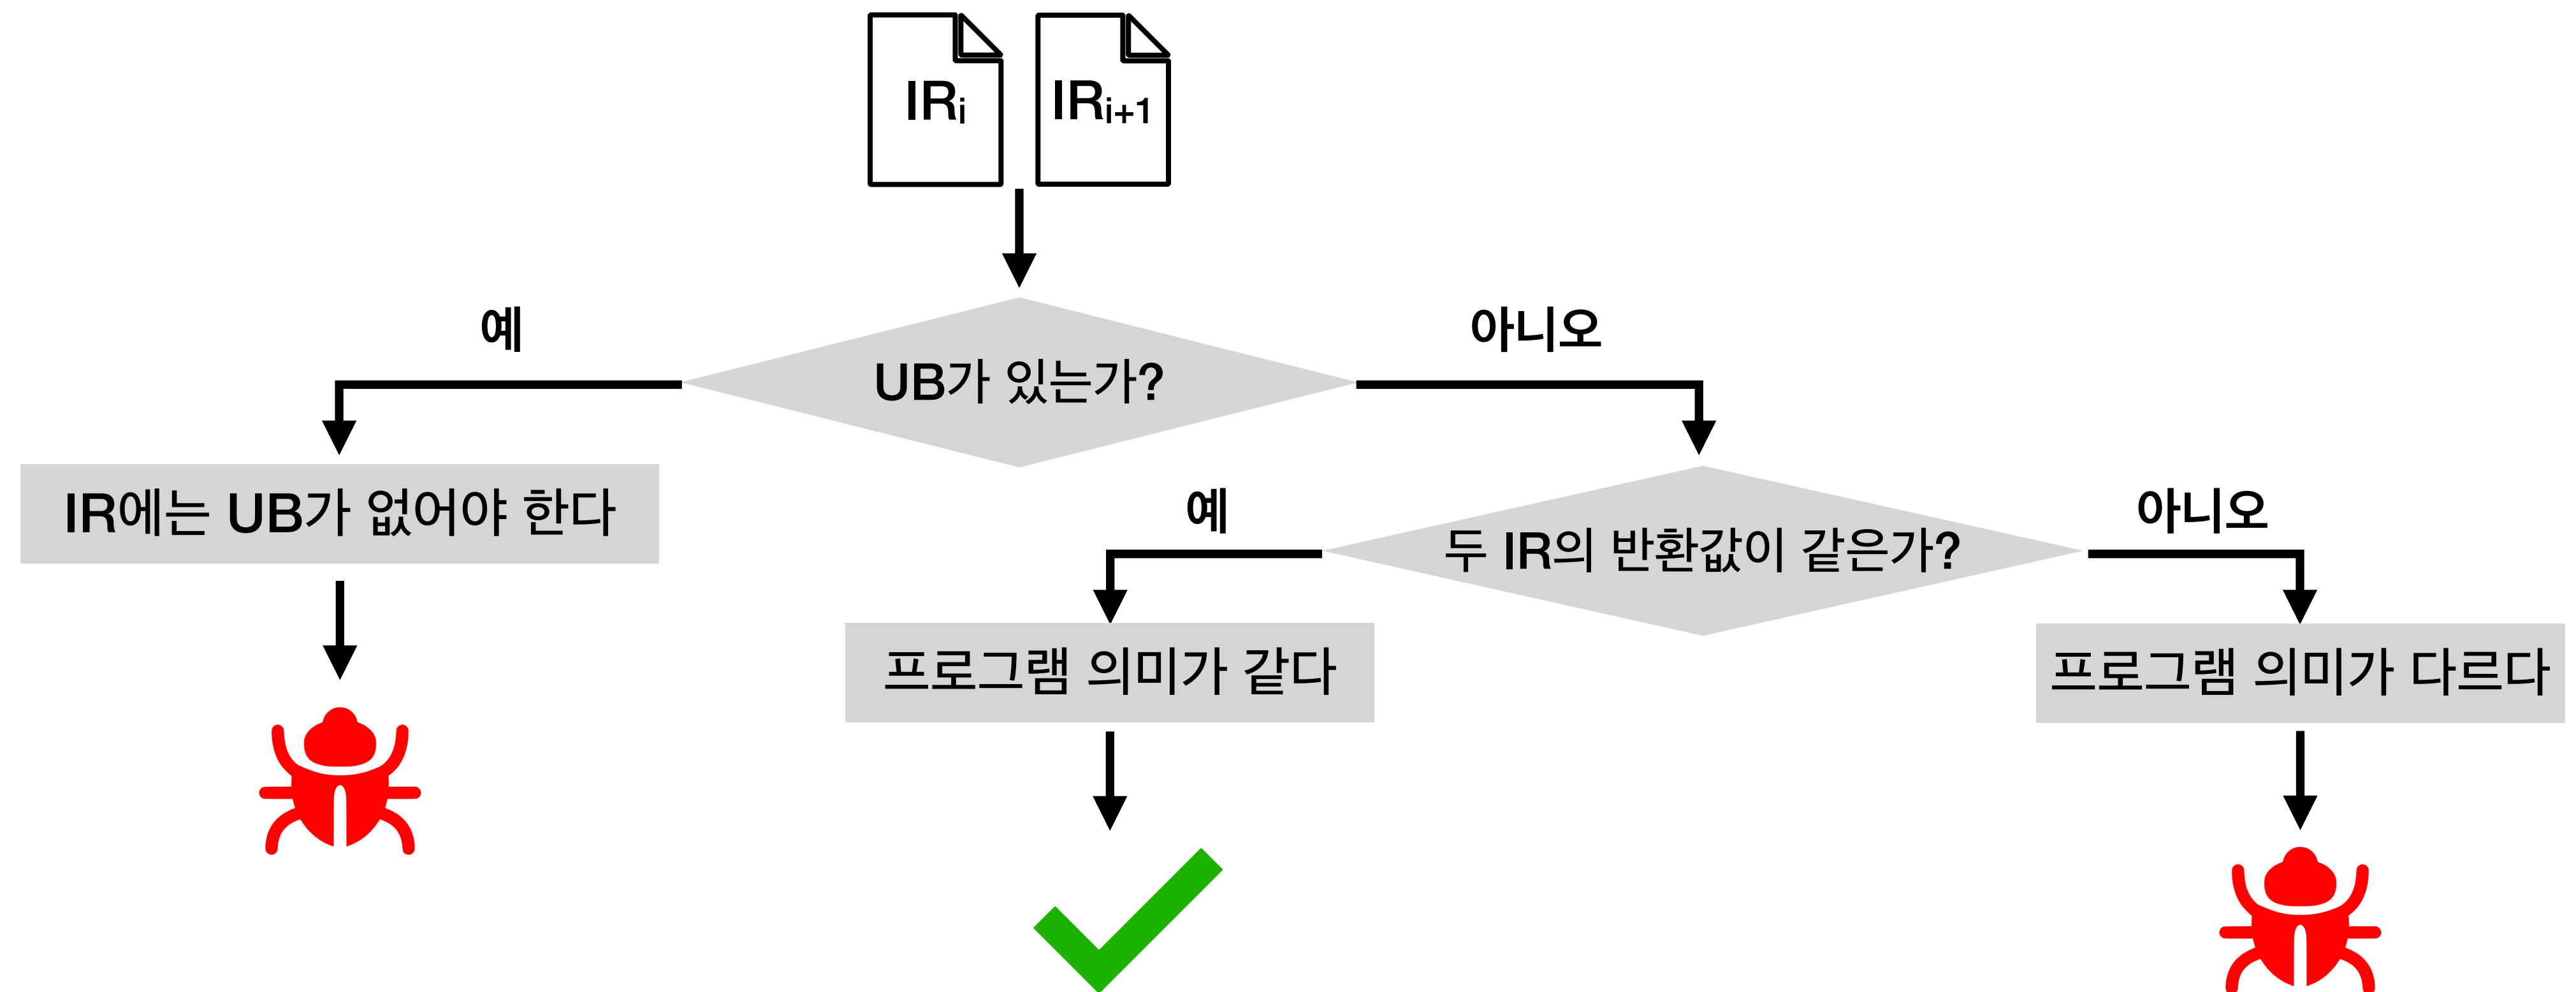 IRi
IRi+1
예
아니오
UB가 있는가?
IR에는 UB가 없어야 한다
예
아니오
두 IR의 반환값이 같은가?
프로그램 의미가 같다
프로그램 의미가 다르다